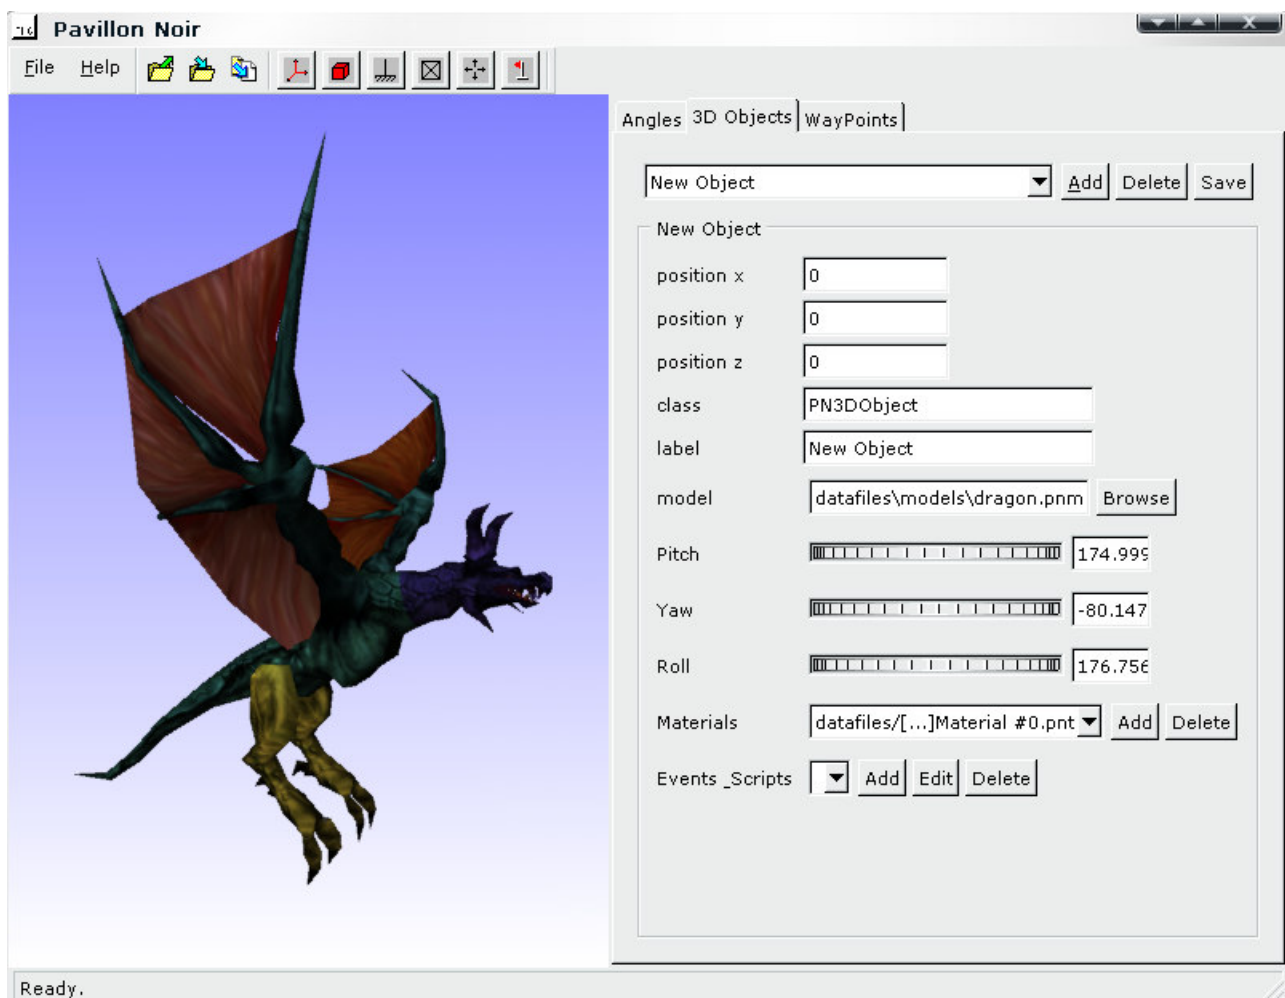 Pavillon Noir
File Help
Angles 3D Objects WayPoints
New Object Add Delete Save
New Object
position x 0
position y 0
position z 0
class PN3DObject
label New Object
model datafiles\models\dragon.pnm Browse
Pitch 174.999
Yaw -80.147
Roll 176.756
Materials datafiles/[...]Material #0.pnt Add Delete
Events _Scripts Add Edit Delete
Ready.